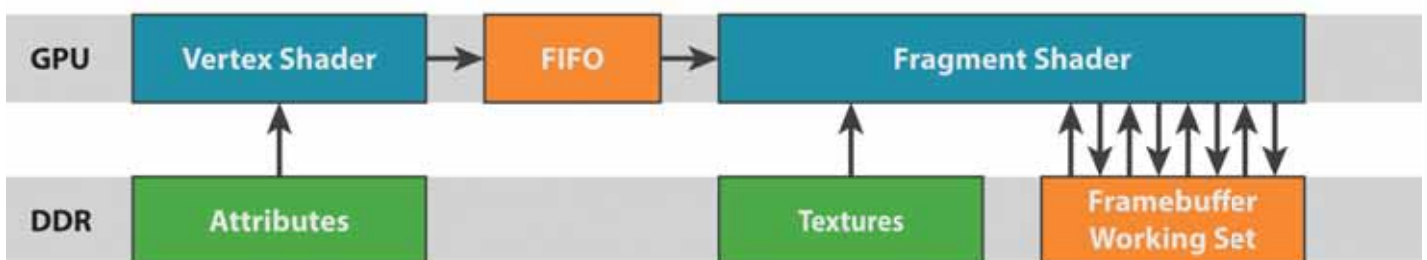 GPU
Vertex Shader
FIFO
Fragment Shader
DDR
Attributes
Textures
Framebuffer
Working Set